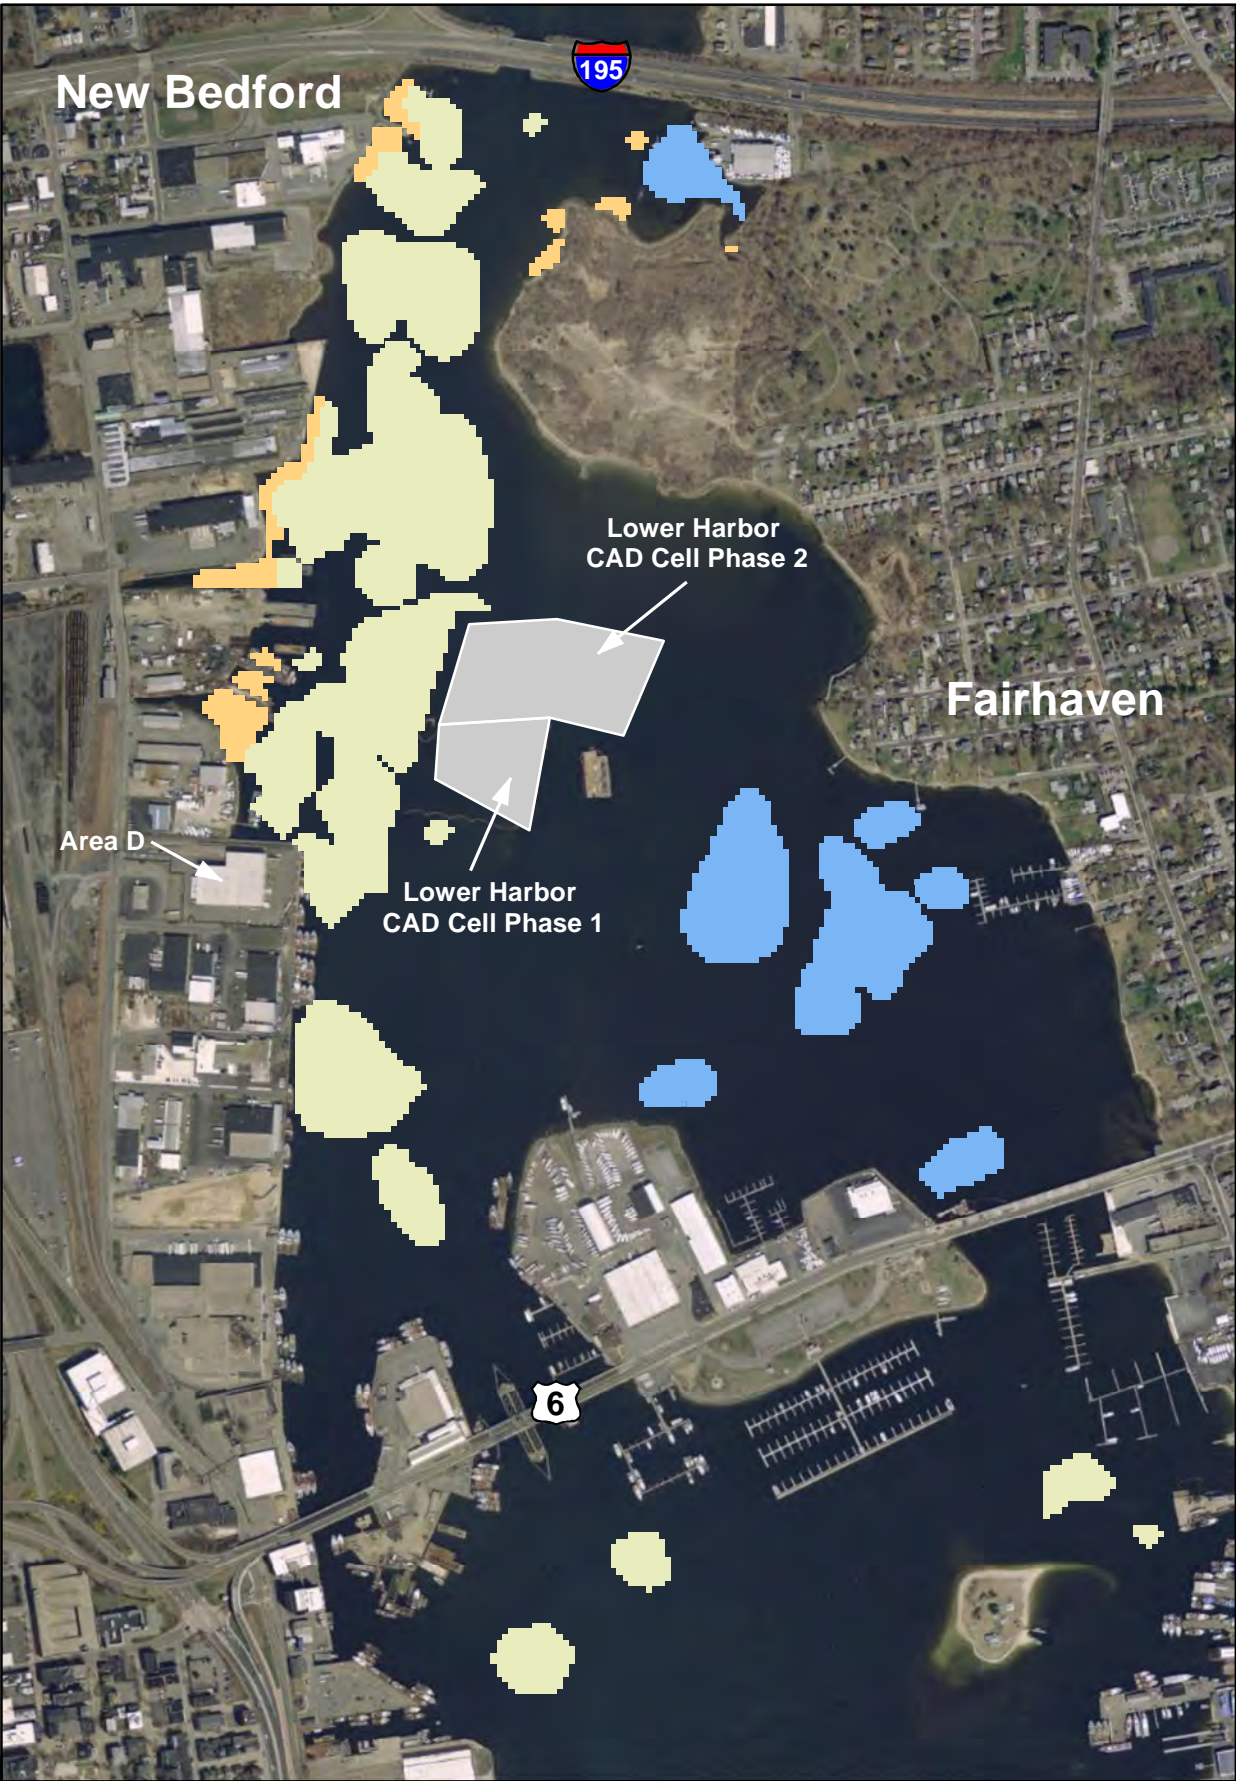 195
New Bedford
Lower Harbor
CAD Cell Phase 2
Fairhaven
Area D
Lower Harbor
CAD Cell Phase 1
6